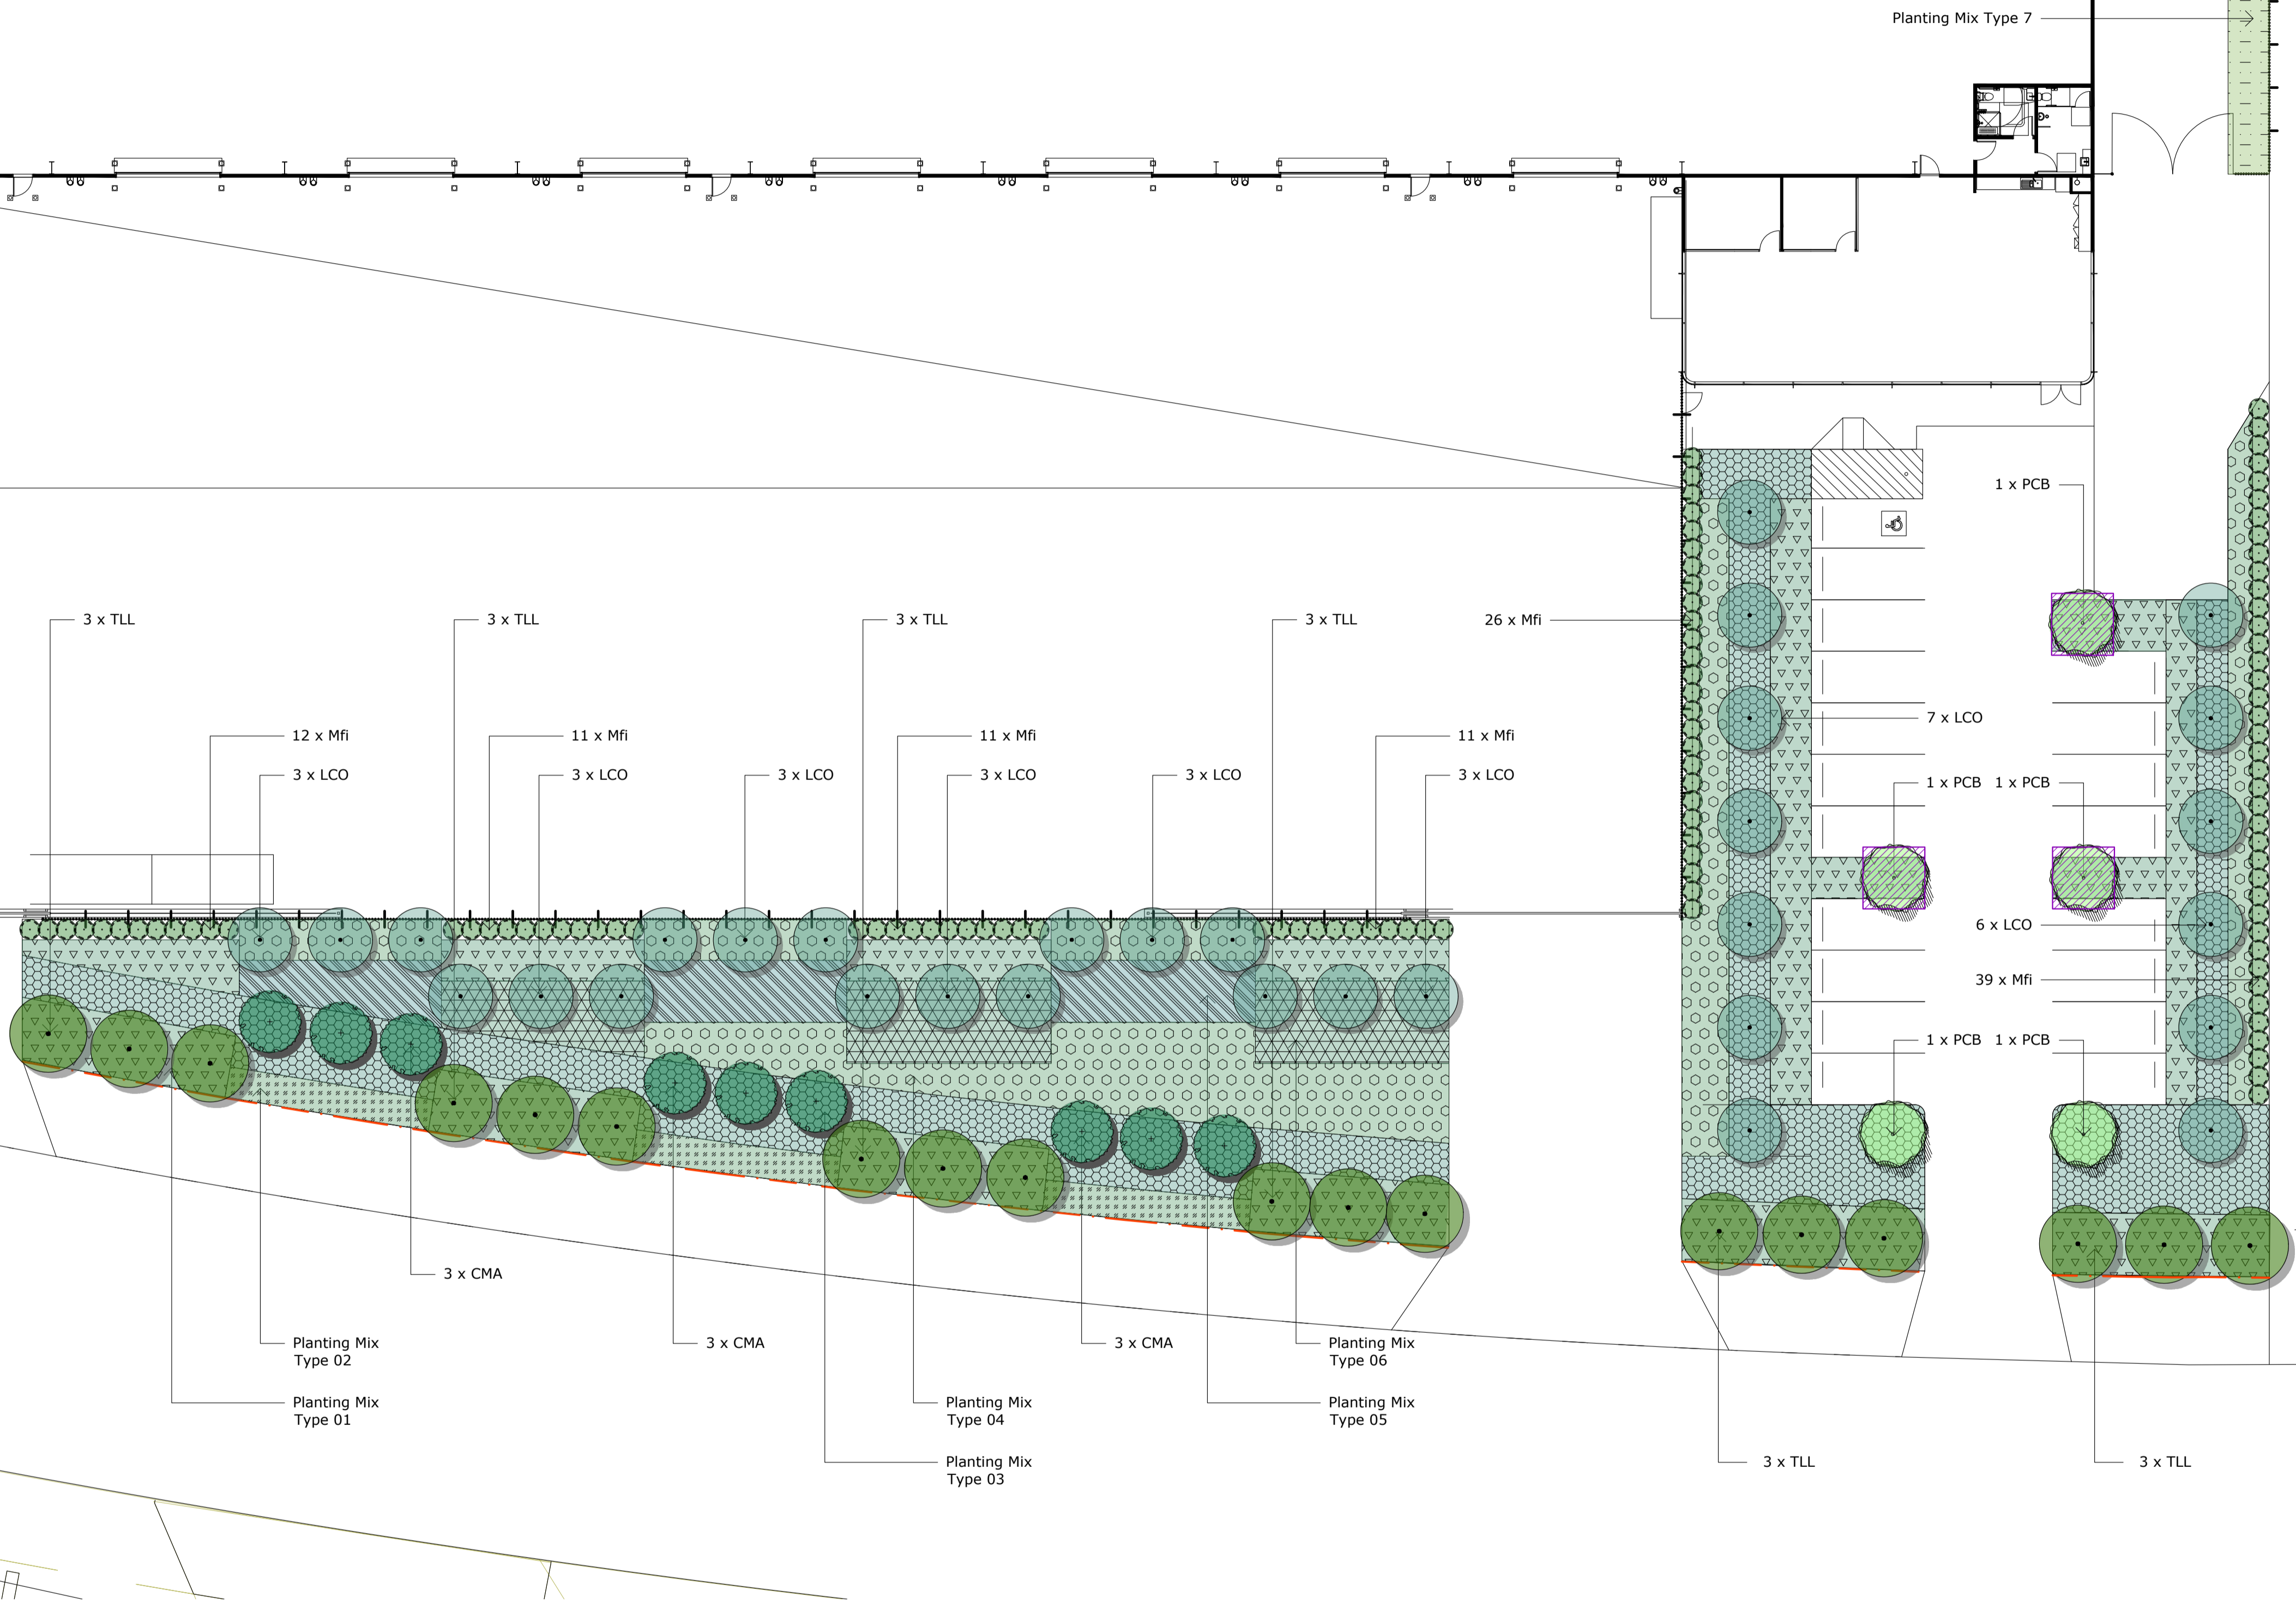 Planting Mix Type 7
1 x PCB
3 x TLL
3 x TLL
3 x TLL
3 x TLL
26 x Mfi
7 x LCO
12 x Mfi
11 x Mfi
11 x Mfi
11 x Mfi
3 x LCO
3 x LCO
3 x LCO
3 x LCO
3 x LCO
3 x LCO
1 x PCB
1 x PCB
6 x LCO
39 x Mfi
1 x PCB
1 x PCB
3 x CMA
Planting Mix
Type 02
3 x CMA
3 x CMA
Planting Mix
Type 06
Planting Mix
Type 01
Planting Mix
Type 04
Planting Mix
Type 05
Planting Mix
Type 03
3 x TLL
3 x TLL